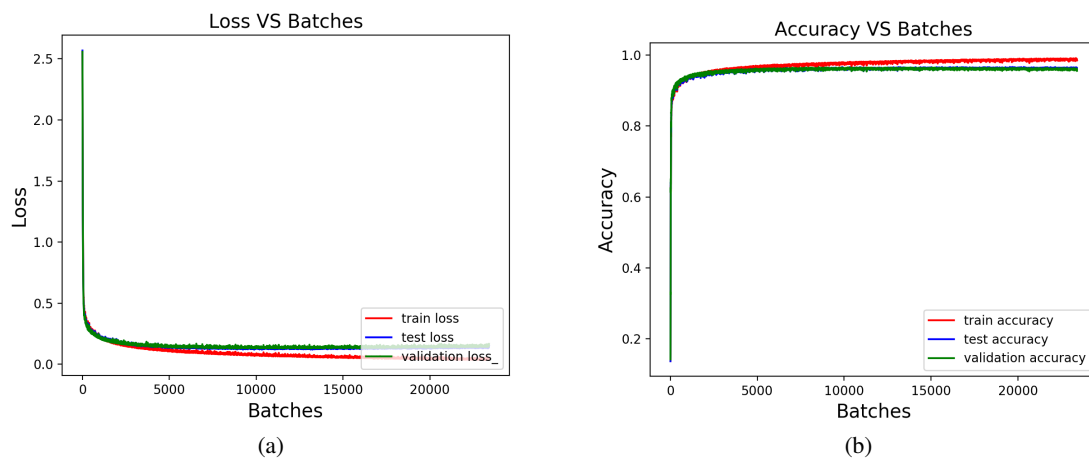 Loss VS Batches
2.5
2.0
1.5
1.0
0.5
0.0
Loss
train loss
test loss
validation loss
0 5000 10000 15000 20000
Batches
(a)
Accuracy VS Batches
1.0
0.8
0.6
0.4
0.2
Accuracy
train accuracy
test accuracy
validation accuracy
0 5000 10000 15000 20000
Batches
(b)